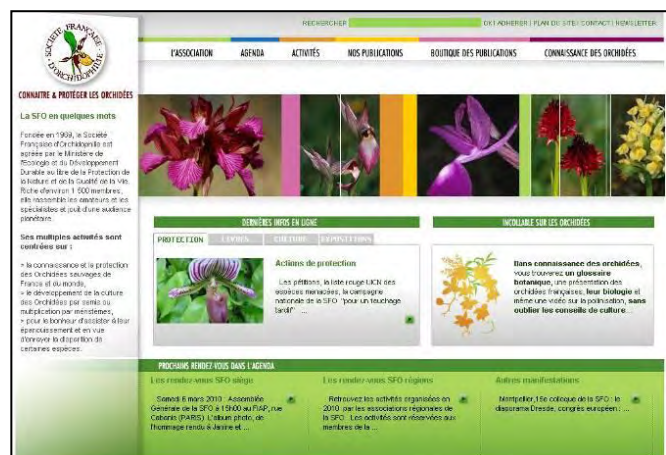 SOCIÉTÉ FRANÇAISE
D'ORCHIDOPHILIE
RECHERCHER OK | ADHERER | PLAN DE SITE | CONTACT | NEWSLETTER
L'ASSOCIATION AGENDA ACTIVITÉS NOS PUBLICATIONS BOUTIQUE DES PUBLICATIONS CONNAISSANCE DES ORCHIDÉES
CONNAITRE & PROTÉGER LES ORCHIDÉES
La SFO en quelques mots
Fondée en 1969, la Société
Française d'Orchidophilie est
agréée par le Ministère de
l'Ecologie et du Développement
Durable au titre de la Protection de
la Nature et de la Qualité de la Vie.
Riche d'environ 1 600 membres,
elle rassemble les amateurs et les
spécialistes et jouit d'une audience
planétaire.
Ses multiples activités sont
centrées sur :
» la connaissance et la protection
des Orchidées sauvages de
France et du monde,
» le développement de la culture
des Orchidées par semis ou
multiplication par méristèmes,
» pour le bonheur d'assister à leur
épanouissement et en vue
d'enrayer la disparition de
certaines espèces.
DERNIÈRES INFOS EN LIGNE
PROTECTION CULTURE EXPOSITIONS
Actions de protection
Les pétitions, la liste rouge UICN des
espèces menacées, la campagne
nationale de la SFO "pour un fauchage
tardif" ...
INCOLLABLE SUR LES ORCHIDÉES
Dans connaissance des orchidées,
vous trouverez un glossaire
botanique, une présentation des
orchidées françaises, leur biologie et
même une vidéo sur la pollinisation, sans
oublier les conseils de culture...
PROCHAINS RENDEZ-VOUS DANS L'AGENDA
Les rendez-vous SFO siège
Samedi 6 mars 2010 : Assemblée
Générale de la SFO à 15h00 au FIAP, rue
Cabanis (PARIS). L'album photo, de
l'hommage rendu à Janine et ...
Les rendez-vous SFO régions
Retrouvez les activités organisées en
2010 par les associations régionales de
la SFO. Les activités sont réservées aux
membres de la ...
Autres manifestations
Montpellier, 15e colloque de la SFO : le
diaporama Dresde, congrès européen : ...